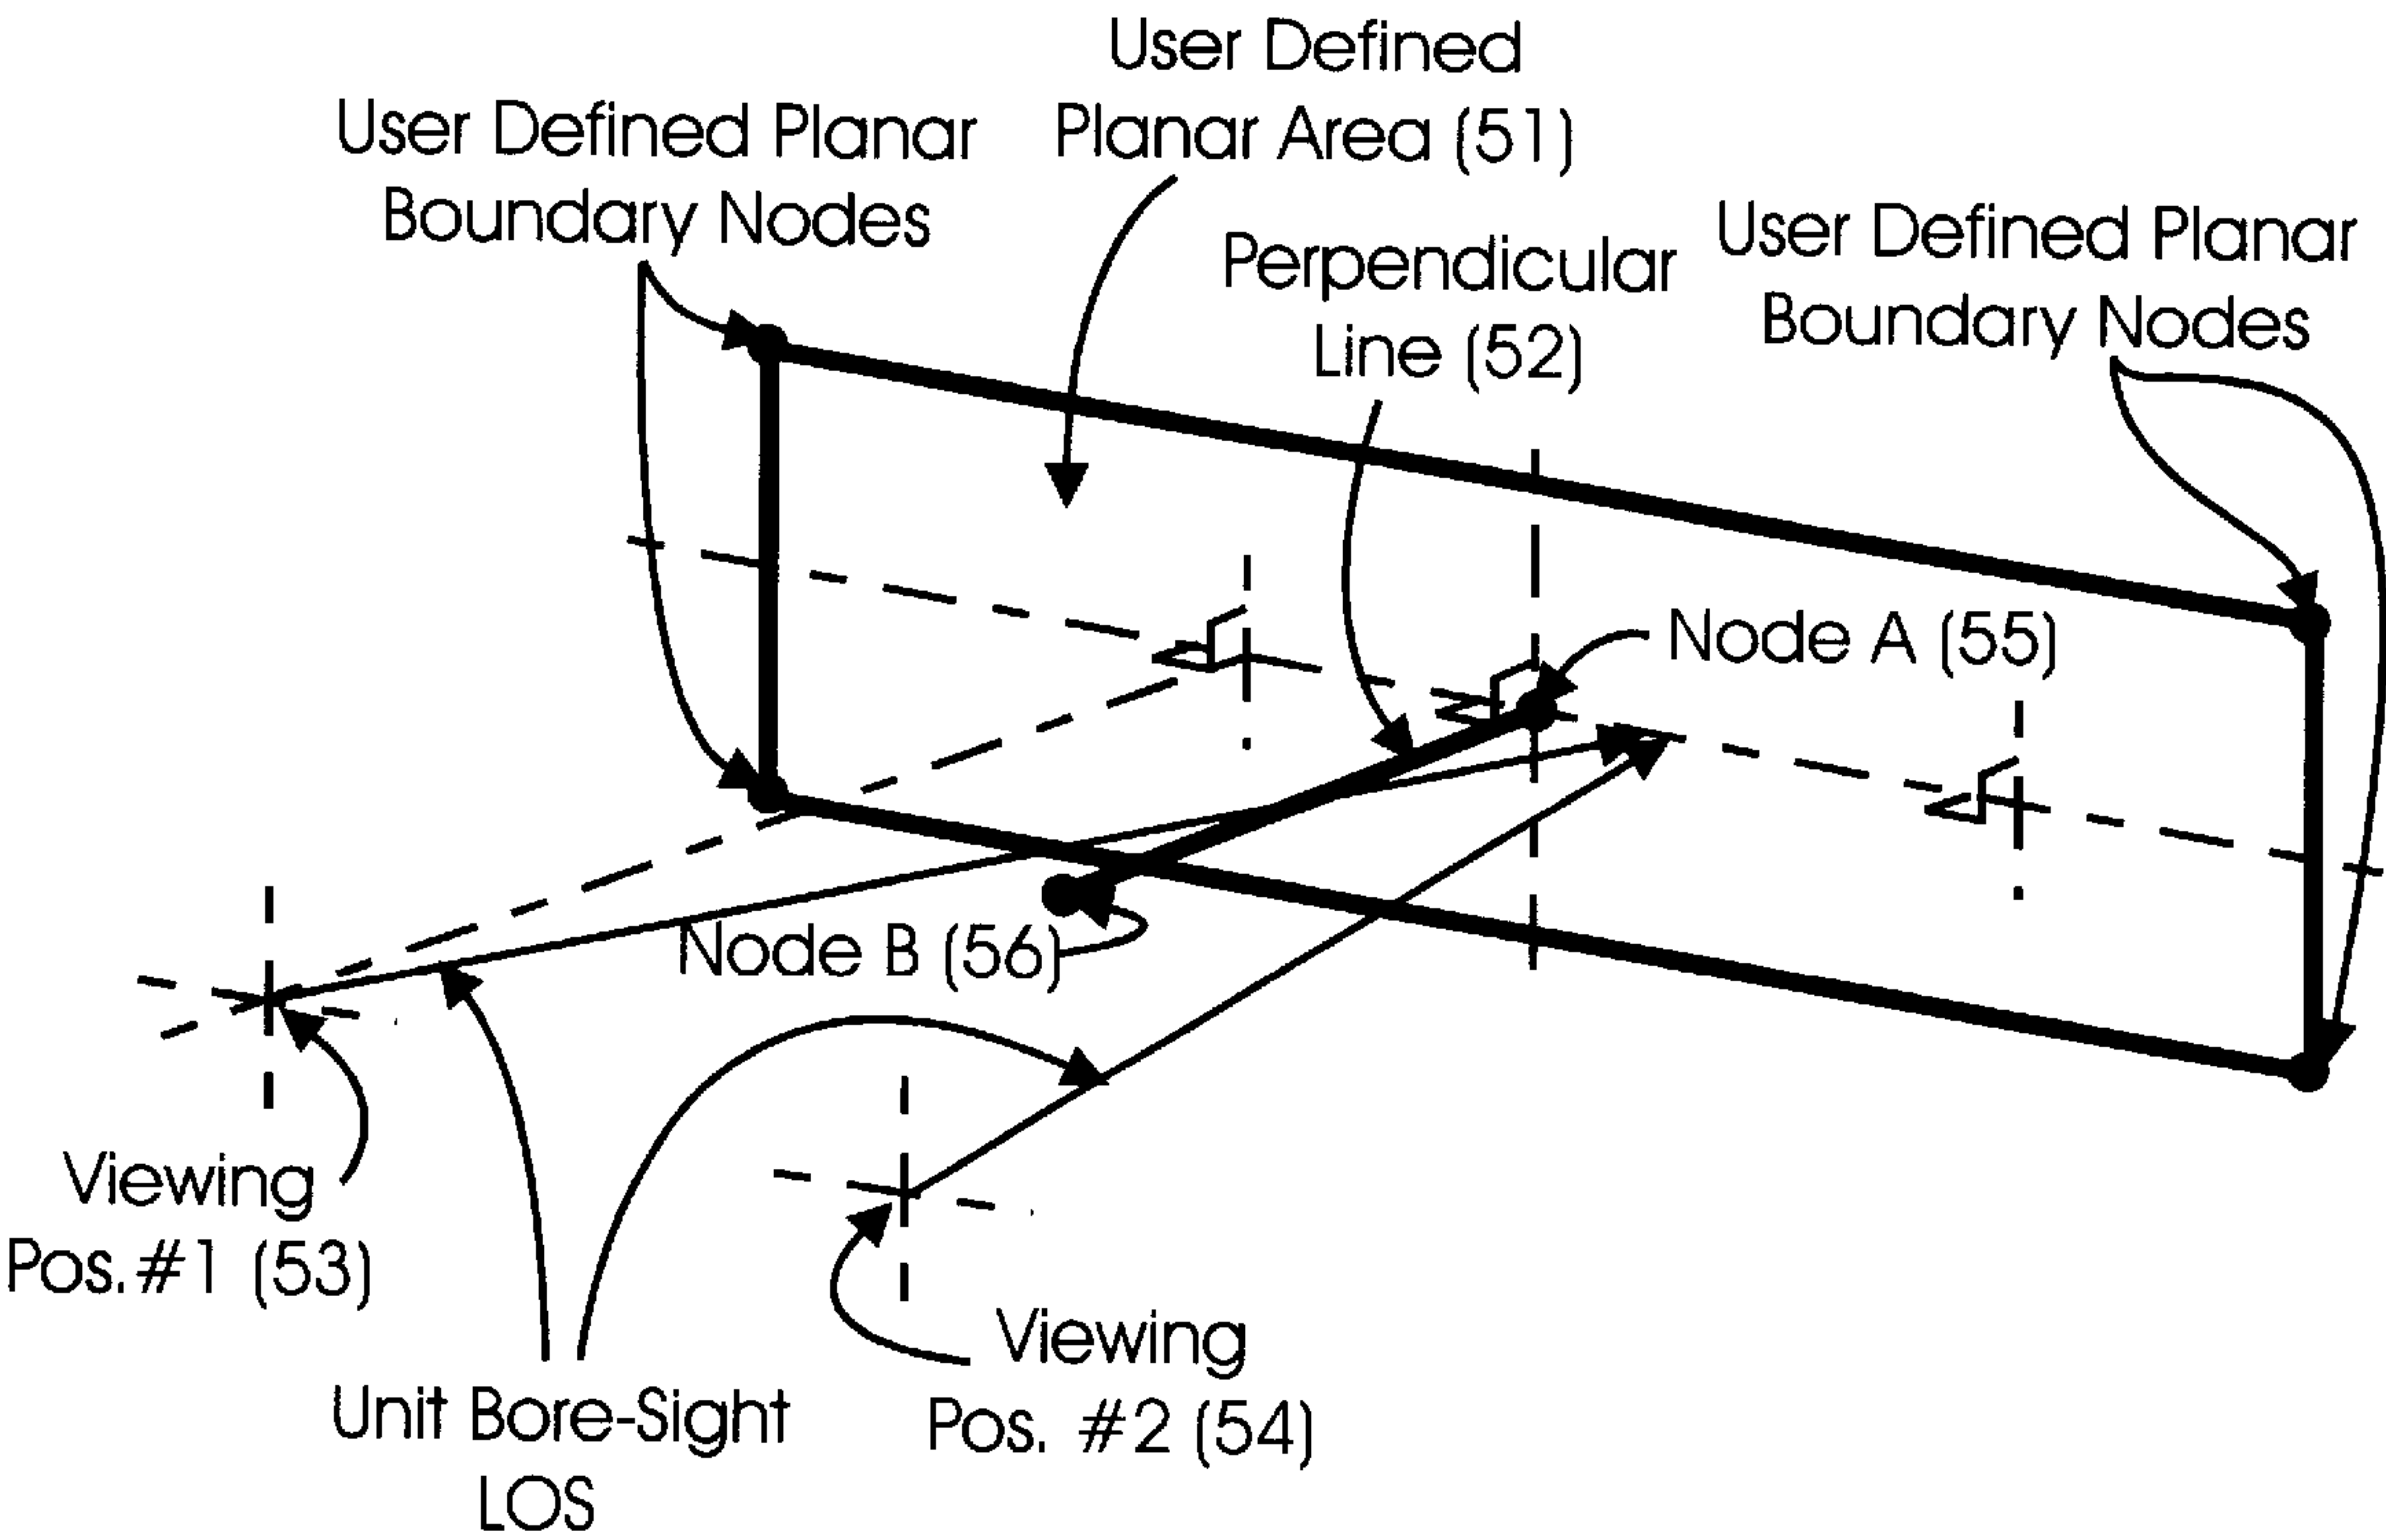 User Defined
Planar Area (51)
User Defined Planar
Boundary Nodes
Perpendicular
Line (52)
User Defined Planar
Boundary Nodes
Node A (55)
Node B (56)
Viewing
Pos. #1 (53)
Viewing
Pos. #2 (54)
Unit Bore-Sight
LOS